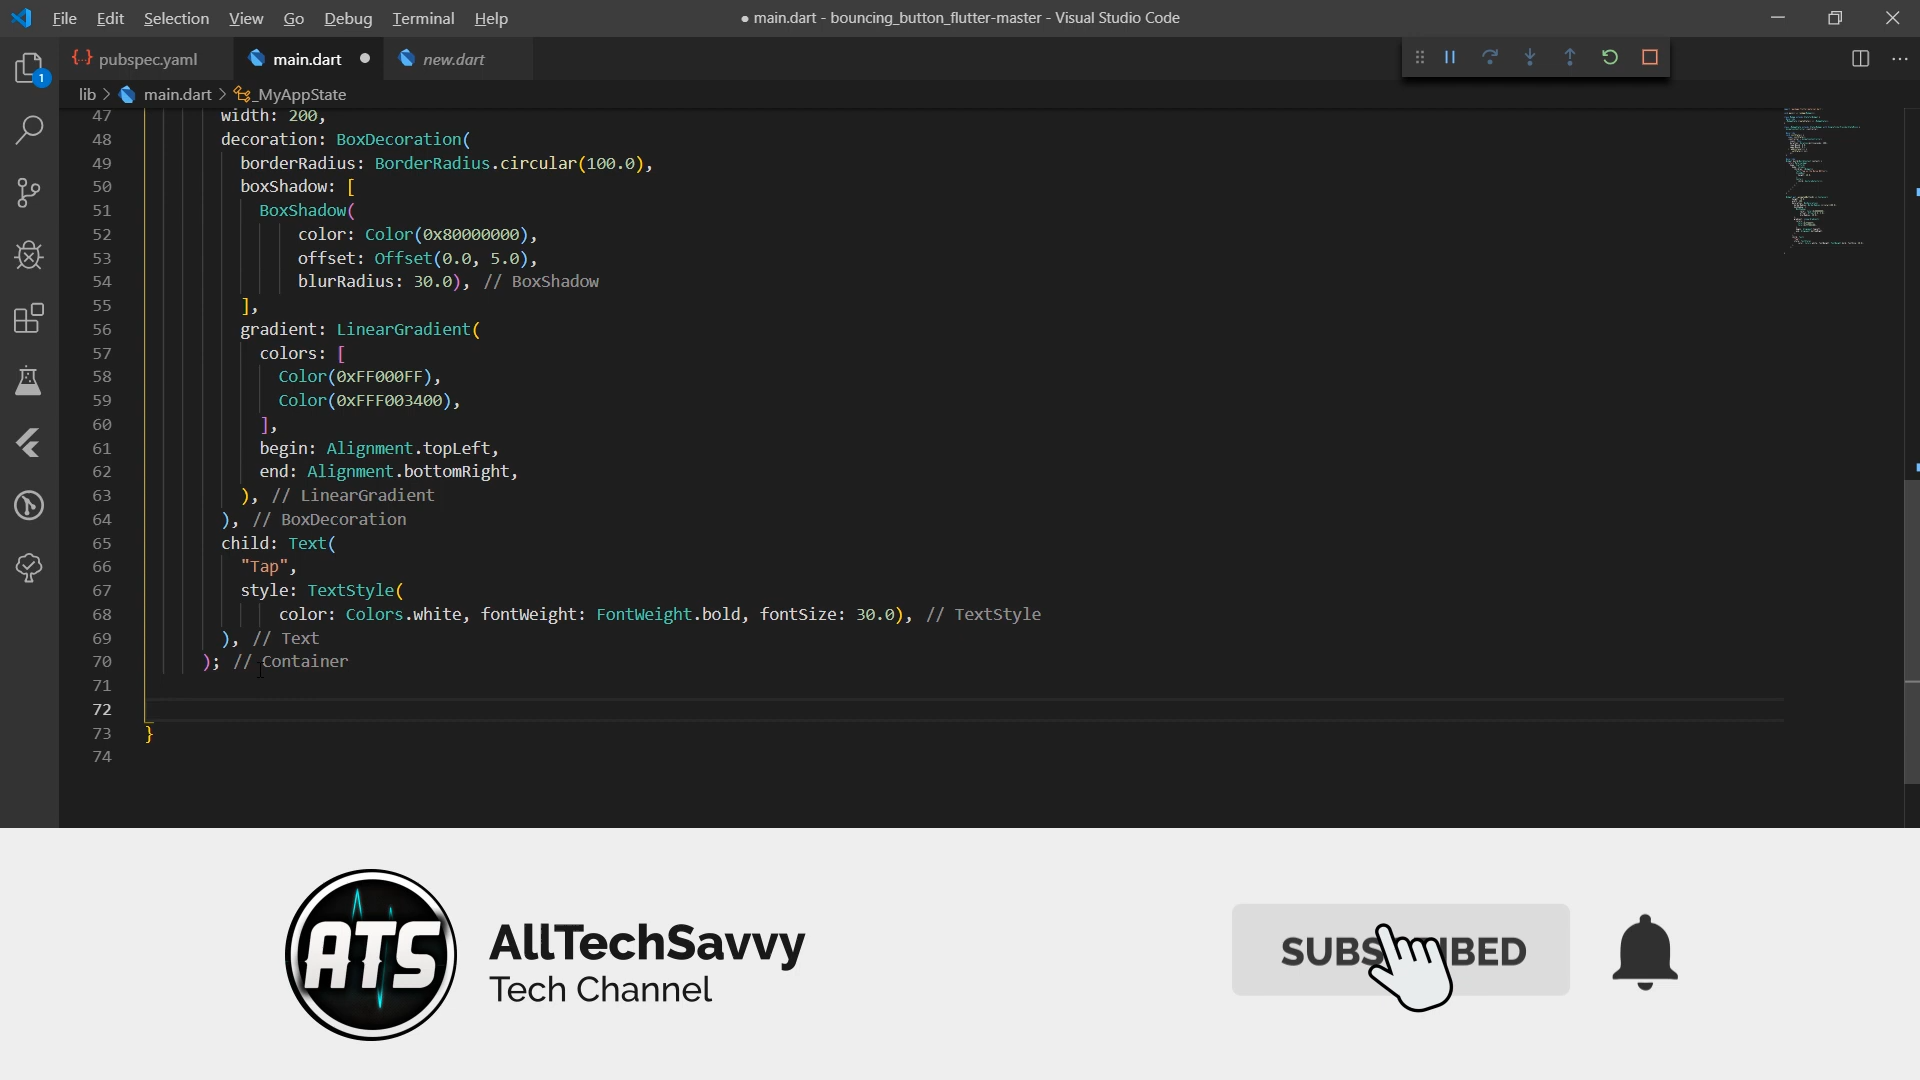 File Edit Selection View Go Debug Terminal Help
● main.dart - bouncing_button_flutter-master - Visual Studio Code
pubspec.yaml main.dart ● new.dart
1
lib > main.dart > _MyAppState
47 width: 200,
48 decoration: BoxDecoration(
49 borderRadius: BorderRadius.circular(100.0),
50 boxShadow: [
51 BoxShadow(
52 color: Color(0x80000000),
53 offset: Offset(0.0, 5.0),
54 blurRadius: 30.0), // BoxShadow
55 ],
56 gradient: LinearGradient(
57 colors: [
58 Color(0xFF000FF),
59 Color(0xFFF003400),
60 ],
61 begin: Alignment.topLeft,
62 end: Alignment.bottomRight,
63 ), // LinearGradient
64 ), // BoxDecoration
65 child: Text(
66 "Tap",
67 style: TextStyle(
68 color: Colors.white, fontWeight: FontWeight.bold, fontSize: 30.0), // TextStyle
69 ), // Text
70 ); // Container
71
72
73 }
74
ATS
AllTechSavvy
Tech Channel